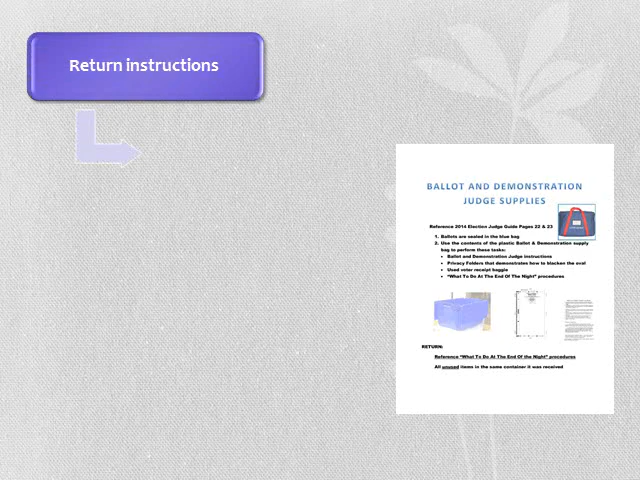 Return instructions
BALLOT AND DEMONSTRATION
JUDGE SUPPLIES
Reference 2014 Election Judge Guide Pages 22 & 23
1. Ballots are sealed in the blue bag
2. Use the contents of the plastic Ballot & Demonstration supply
bag to perform these tasks:
• Ballot and Demonstration Judge instructions
• Privacy Folders that demonstrates how to blacken the oval
• Used voter receipt baggie
• "What To Do At The End Of The Night" procedures
RETURN:
Reference "What To Do At The End Of the Night" procedures
All unused items in the same container it was received